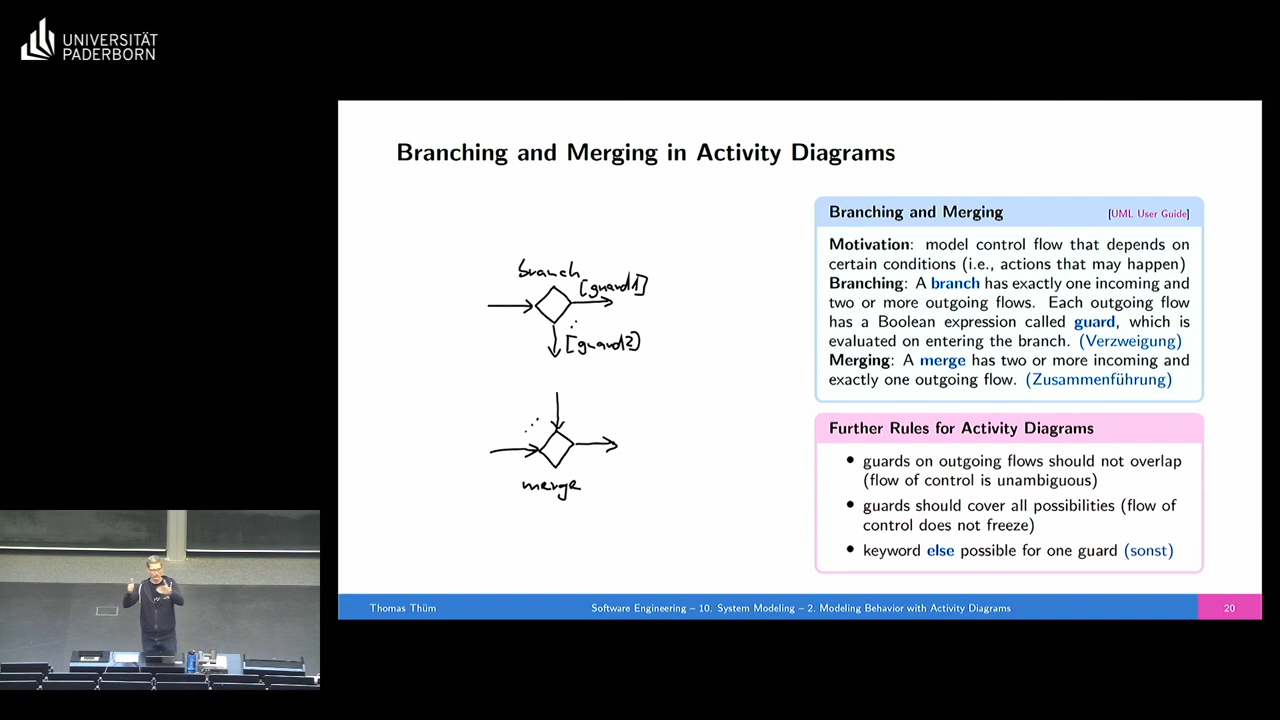 UNIVERSITÄT
PADERBORN
Branching and Merging in Activity Diagrams
branch
[guard1]
[guard2]
merge
Branching and Merging [UML User Guide]
Motivation: model control flow that depends on
certain conditions (i.e., actions that may happen)
Branching: A branch has exactly one incoming and
two or more outgoing flows. Each outgoing flow
has a Boolean expression called guard, which is
evaluated on entering the branch. (Verzweigung)
Merging: A merge has two or more incoming and
exactly one outgoing flow. (Zusammenführung)
Further Rules for Activity Diagrams
• guards on outgoing flows should not overlap
(flow of control is unambiguous)
• guards should cover all possibilities (flow of
control does not freeze)
• keyword else possible for one guard (sonst)
Thomas Thüm Software Engineering – 10. System Modeling – 2. Modeling Behavior with Activity Diagrams 20